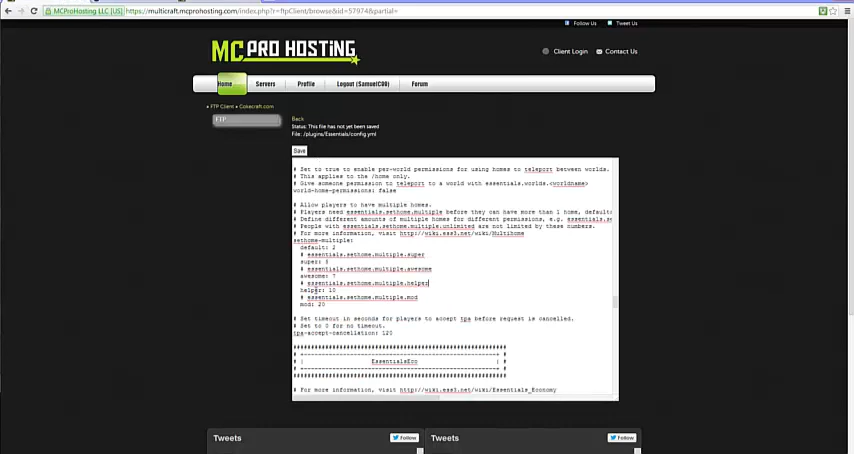 MCProHosting LLC [US]
https://multicraft.mcprohosting.com/index.php?r=ftpClient/browse&id=57974&partial=
Follow Us
Tweet Us
MC PRO HOSTING
Client Login
Contact Us
Home
Servers
Profile
Logout (SamuelC00)
Forum
FTP Client
Cokecraft.com
FTP
Back
Status: This file has not yet been saved
File: /plugins/Essentials/config.yml
Save
# Set to true to enable per-world permissions for using homes to teleport between worlds.
# This applies to the /home only.
# Give someone permission to teleport to a world with essentials.worlds.<worldname>
world-home-permissions: false
# Allow players to have multiple homes.
# Players need essentials.sethome.multiple before they can have more than 1 home, default
# Define different amounts of multiple homes for different permissions, e.g. essentials.se
# People with essentials.sethome.multiple.unlimited are not limited by these numbers.
# For more information, visit http://wiki.ess3.net/wiki/Multihome
sethome-multiple:
default: 2
# essentials.sethome.multiple.super
super:
# essentials.sethome.multiple.awesome
awesome: 7
# essentials.sethome.multiple.helper
helper: 10
# essentials.sethome.multiple.mod
mod: 20
# Set timeout in seconds for players to accept tpa before request is cancelled.
# Set to 0 for no timeout.
tpa-accept-cancellation: 120
############################################################
# +------------------------------------------------------+ #
# | EssentialsEco | #
# +------------------------------------------------------+ #
############################################################
# For more information, visit http://wiki.ess3.net/wiki/Essentials_Economy
Tweets
Follow
Tweets
Follow